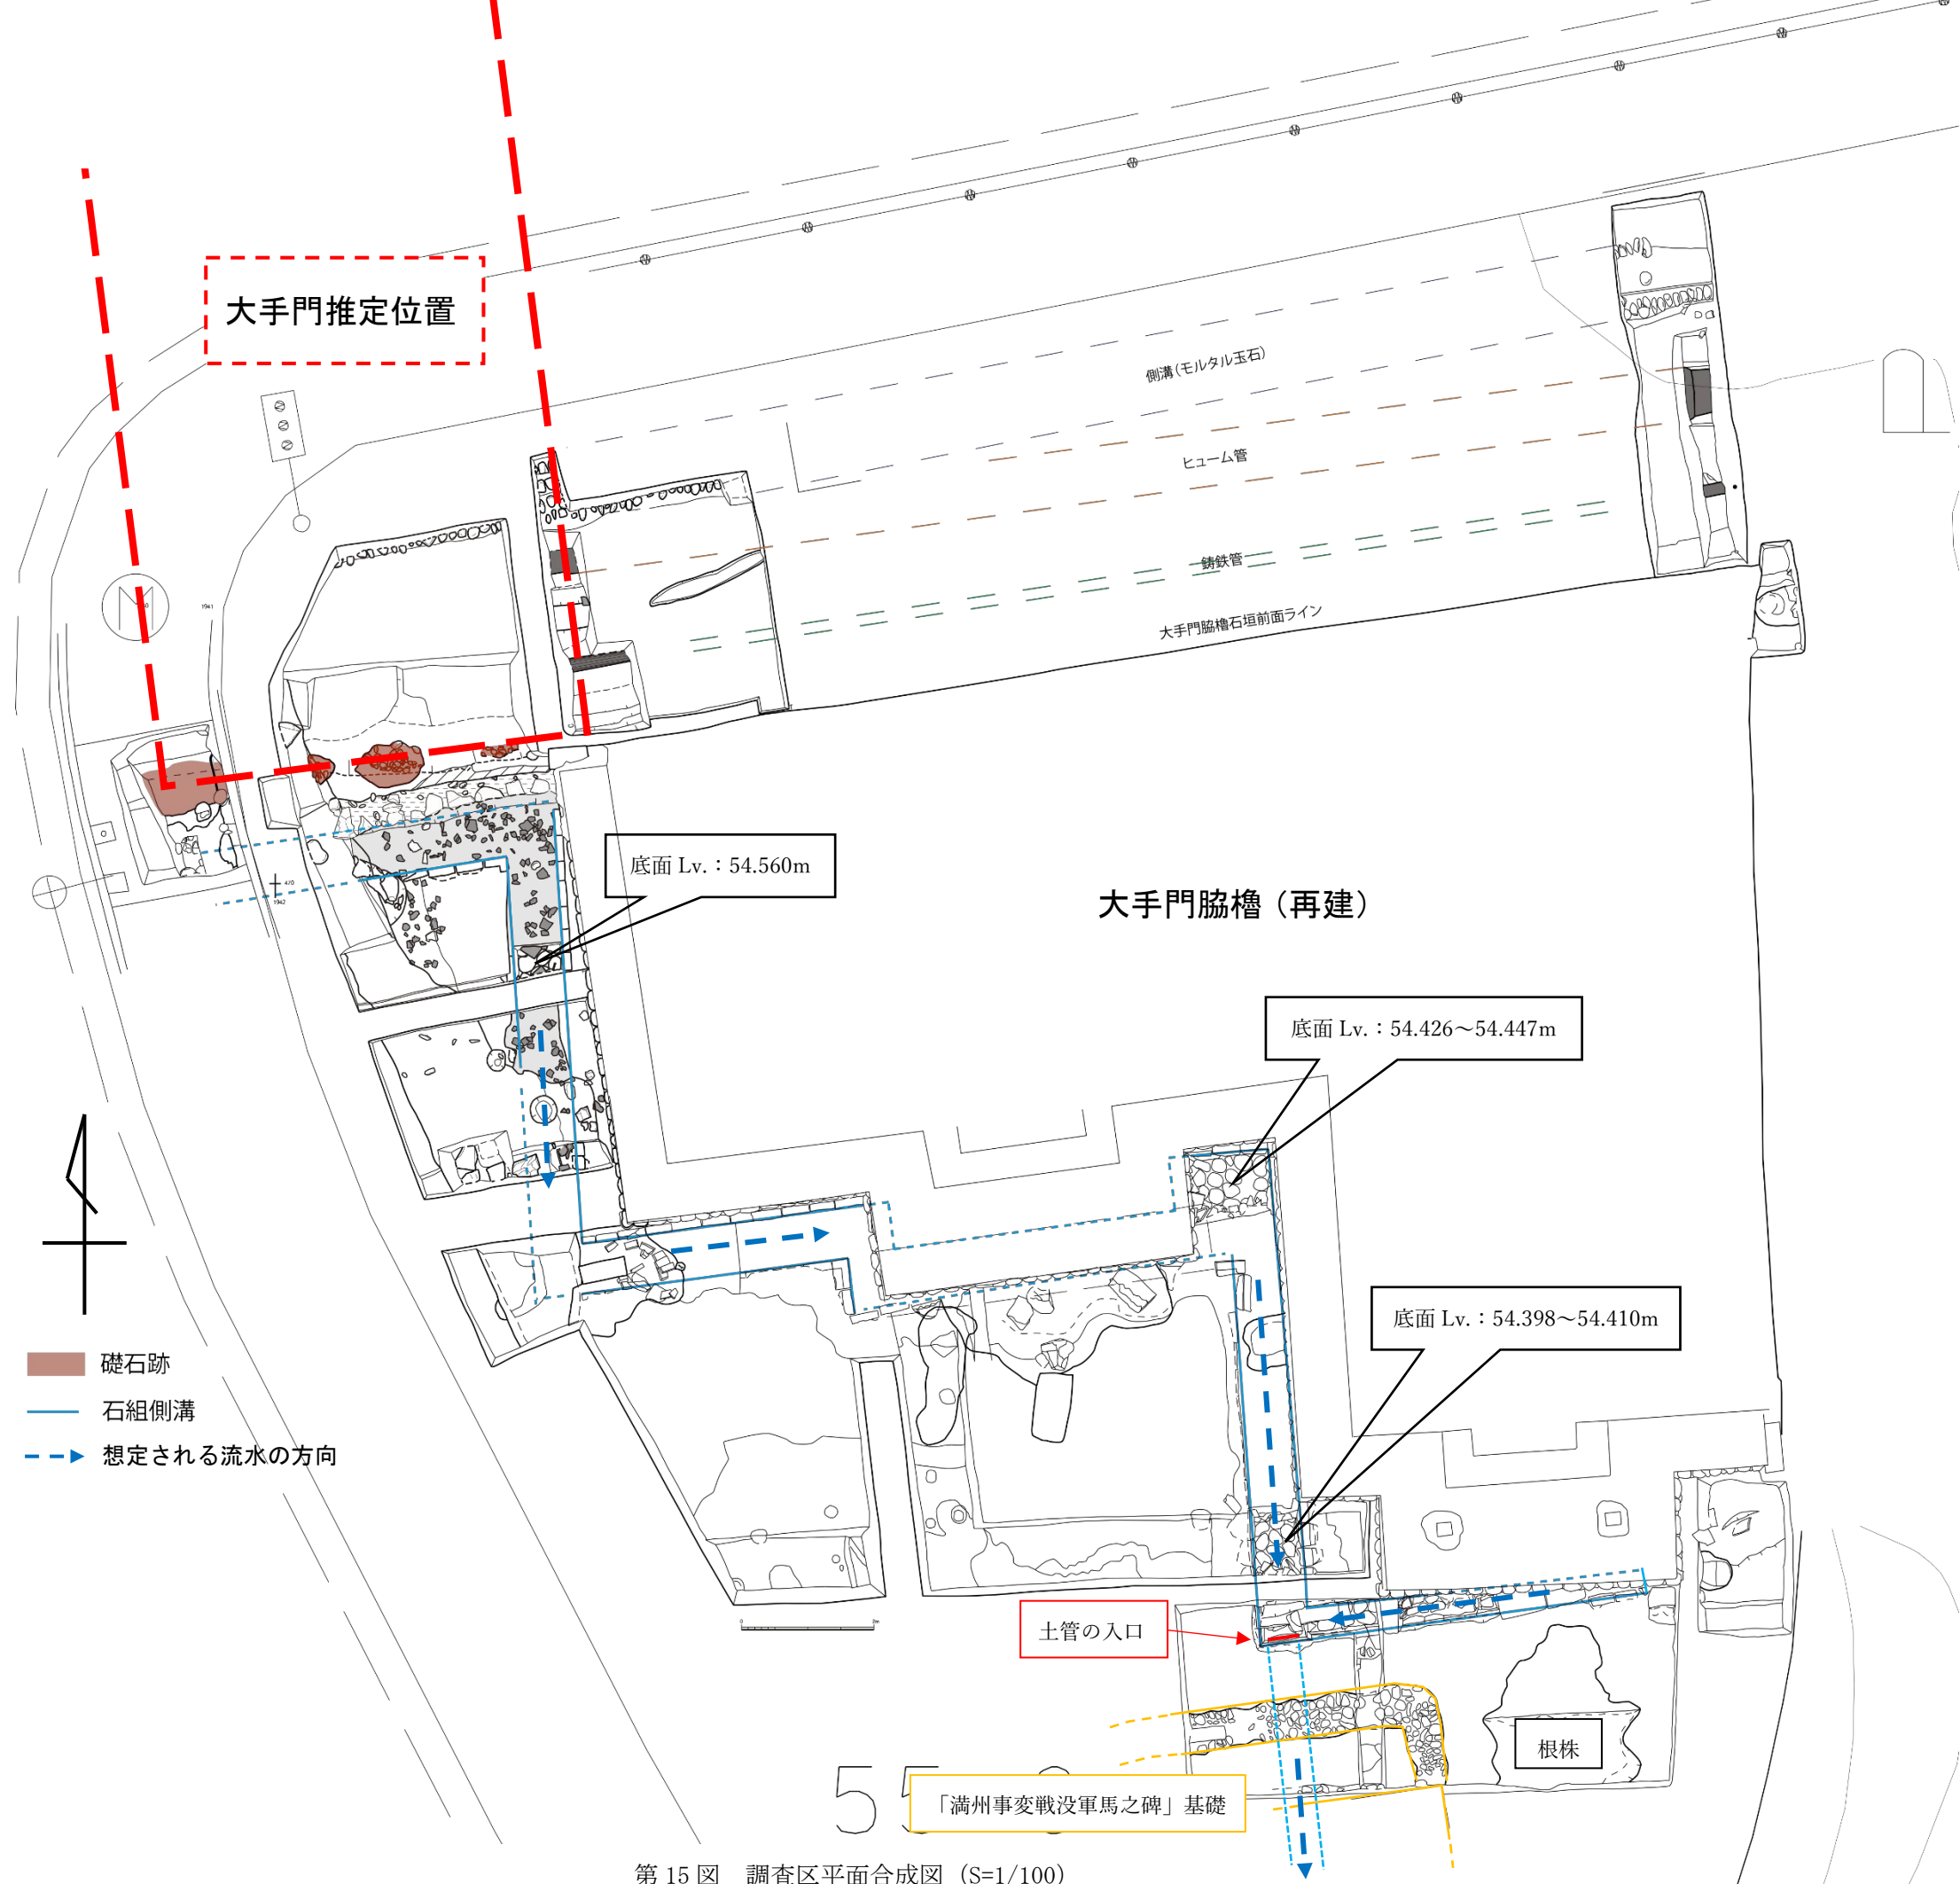 大手門推定位置
側溝（モルタル玉石）
ヒューム管
鋳鉄管
大手門脇櫓石垣前面ライン
1941
底面 Lv.：54.560m
470
1942
大手門脇櫓（再建）
底面 Lv.：54.426～54.447m
底面 Lv.：54.398～54.410m
礎石跡
石組側溝
想定される流水の方向
0
2m
土管の入口
根株
「満州事変戦没軍馬之碑」基礎
第 15 図　調査区平面合成図（S=1/100）